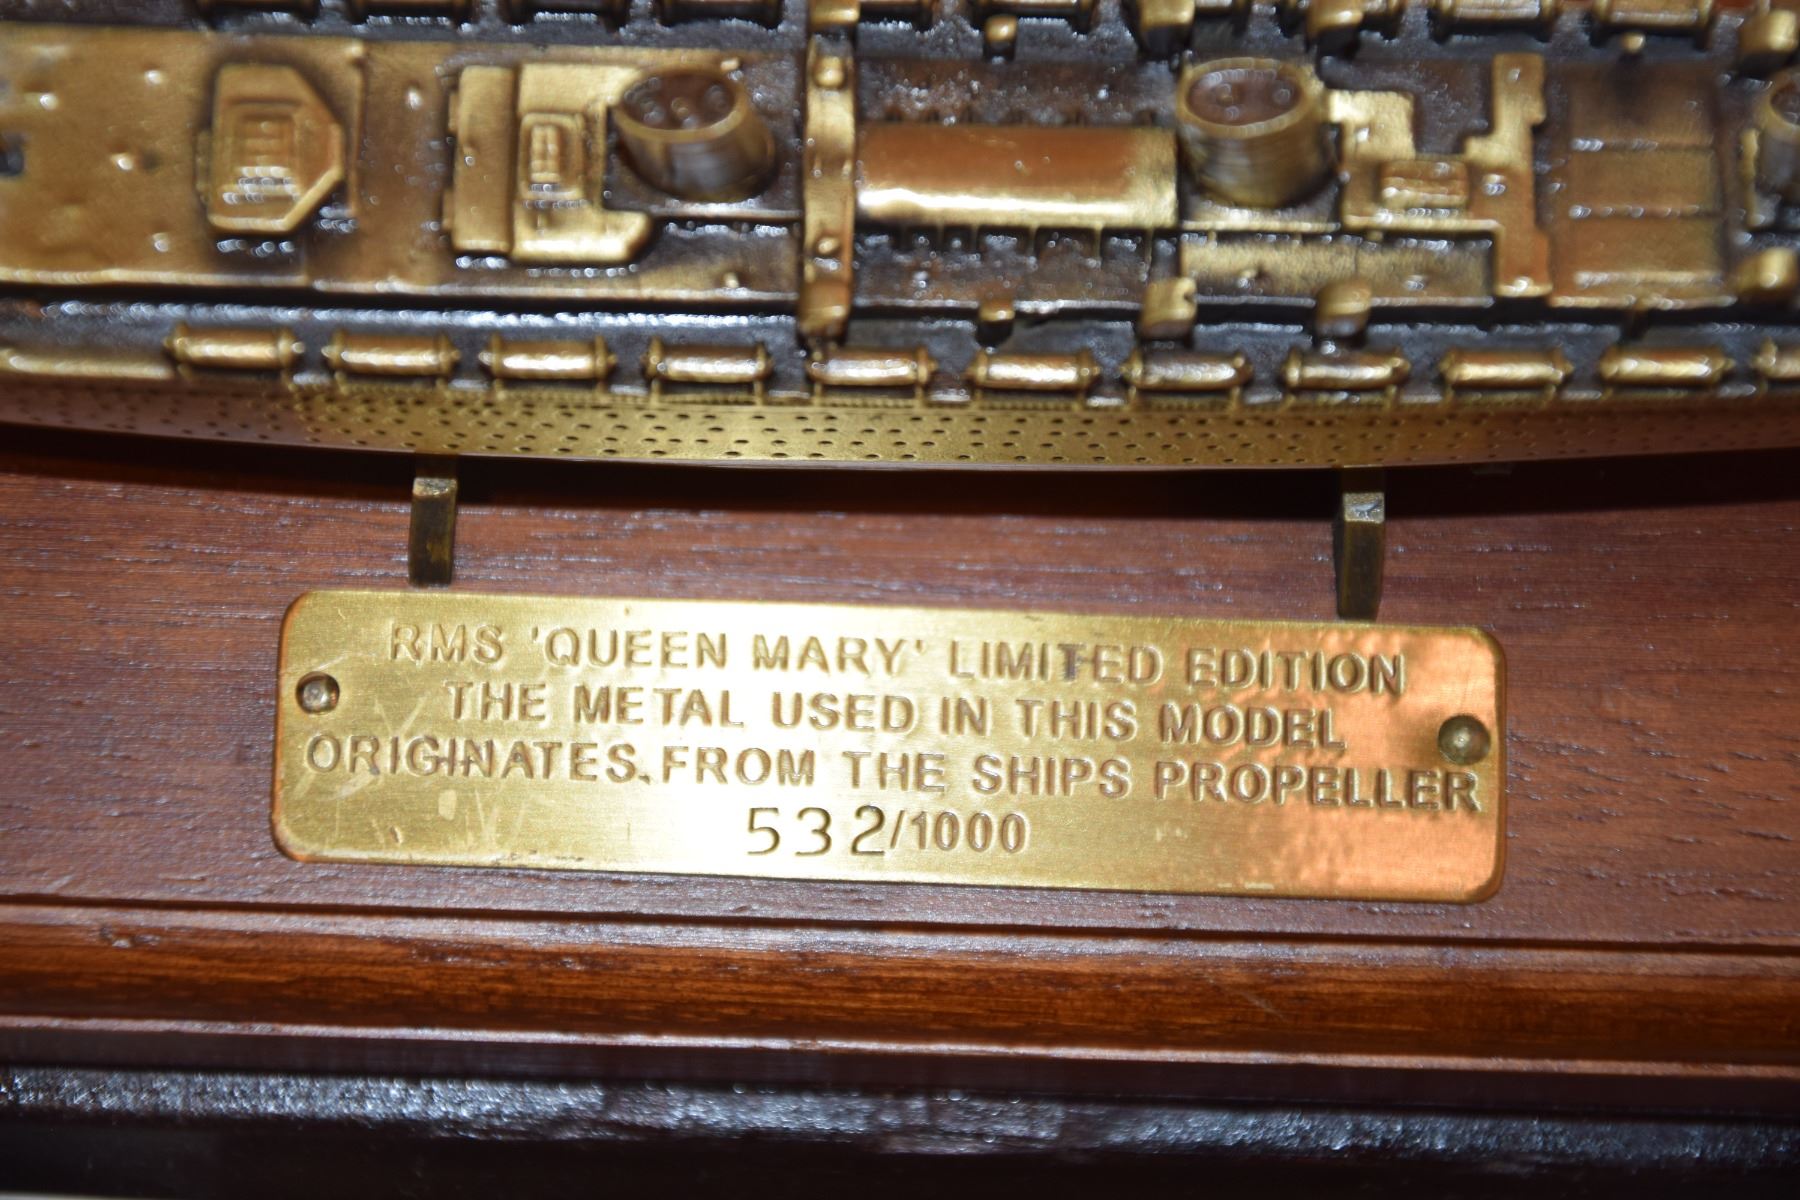 RMS 'QUEEN MARY' LIMITED EDITION
THE METAL USED IN THIS MODEL
ORIGINATES.FROM THE SHIPS PROPELLER
532/1000